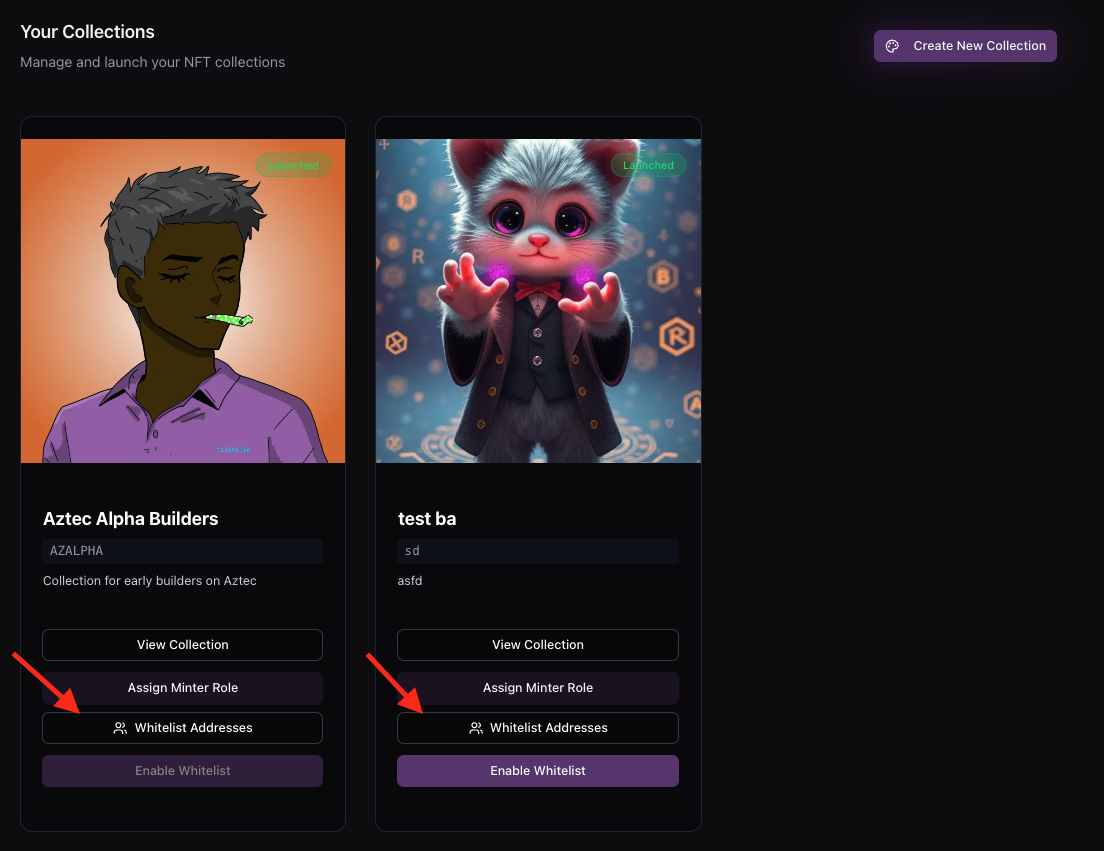 Your Collections
Manage and launch your NFT collections
Create New Collection
Launched
Launched
R
B
R
A
Aztec Alpha Builders
AZALPHA
Collection for early builders on Aztec
View Collection
Assign Minter Role
Whitelist Addresses
Enable Whitelist
test ba
sd
asfd
View Collection
Assign Minter Role
Whitelist Addresses
Enable Whitelist